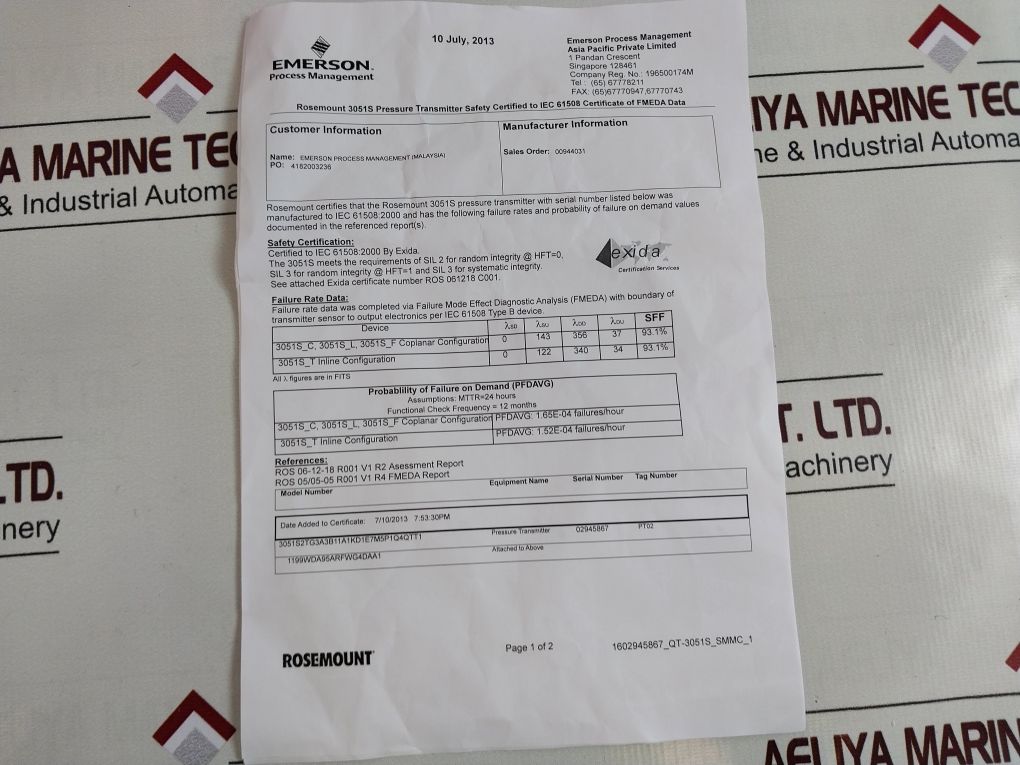 EMERSON.
Process Management
10 July, 2013
Emerson Process Management
Asia Pacific Private Limited
1 Pandan Crescent
Singapore 128461
Company Reg. No.: 196500174M
Tel : (65) 67778211
FAX: (65)67770947,67770743
Rosemount 3051S Pressure Transmitter Safety Certified to IEC 61508 Certificate of FMEDA Data
Customer Information
Name: EMERSON PROCESS MANAGEMENT (MALAYSIA)
PO: 4162003236
Manufacturer Information
Sales Order: 00944031
Rosemount certifies that the Rosemount 3051S pressure transmitter with serial number listed below was
manufactured to IEC 61508:2000 and has the following failure rates and probability of failure on demand values
documented in the referenced report(s).
Safety Certification:
Certified to IEC 61508:2000 By Exida.
The 3051S meets the requirements of SIL 2 for random integrity @ HFT=0,
SIL 3 for random integrity @ HFT=1 and SIL 3 for systematic integrity.
See attached Exida certificate number ROS 061218 C001.
exida
Certification Services
Failure Rate Data:
Failure rate data was completed via Failure Mode Effect Diagnostic Analysis (FMEDA) with boundary of
transmitter sensor to output electronics per IEC 61508 Type B device.
Device λSD λSU λDD λDU SFF
3051S_C, 3051S_L, 3051S_F Coplanar Configuration 0 143 356 37 93.1%
3051S_T Inline Configuration 0 122 340 34 93.1%
All λ figures are in FITS
Probablility of Failure on Demand (PFDAVG)
Assumptions: MTTR=24 hours
Functional Check Frequency = 12 months
3051S_C, 3051S_L, 3051S_F Coplanar Configuration PFDAVG: 1.65E-04 failures/hour
3051S_T Inline Configuration PFDAVG: 1.52E-04 failures/hour
References:
ROS 06-12-18 R001 V1 R2 Asessment Report
ROS 05/05-05 R001 V1 R4 FMEDA Report
Model Number Equipment Name Serial Number Tag Number
Date Added to Certificate: 7/10/2013 7:53:30PM
3051S2TG3A3B11A1KD1E7M5P1Q4QTT1 Pressure Transmitter 02945867 PT02
1199WDA95ARFWG4DAA1 Attached to Above
ROSEMOUNT
Page 1 of 2
1602945867_QT-3051S_SMMC_1
A MARINE TEC
& Industrial Automa
LTD.
nery
LIYA MARINE TEC
ne & Industrial Automa
T. LTD.
achinery
AELIYA MARIN